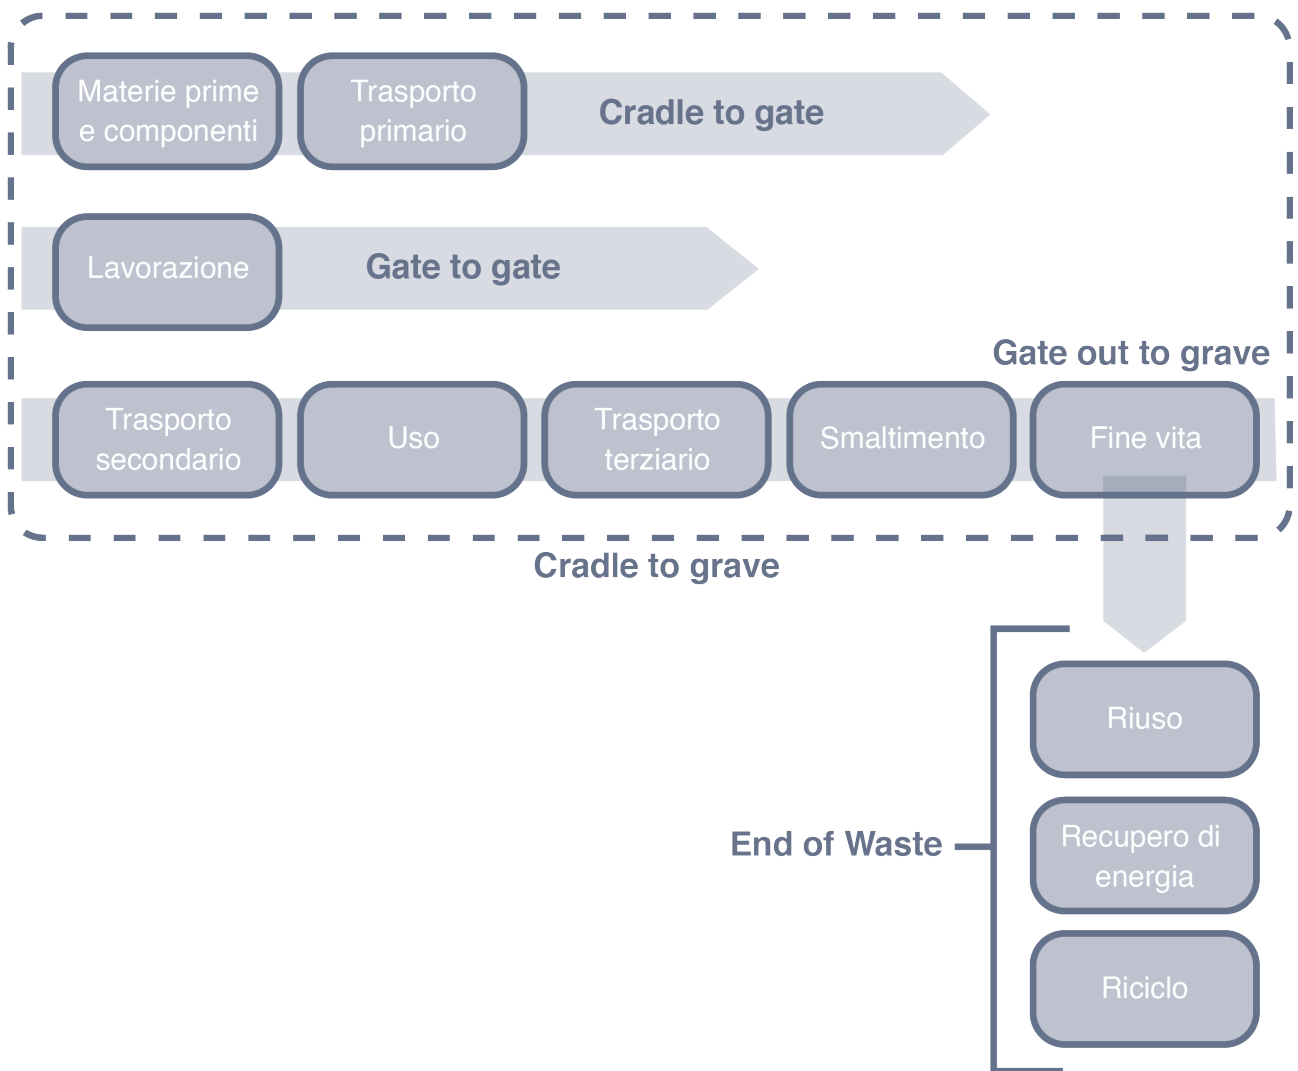 Materie prime
e componenti
Trasporto
primario
Cradle to gate
Lavorazione
Gate to gate
Gate out to grave
Trasporto
secondario
Uso
Trasporto
terziario
Smaltimento
Fine vita
Cradle to grave
Riuso
End of Waste
Recupero di
energia
Riciclo